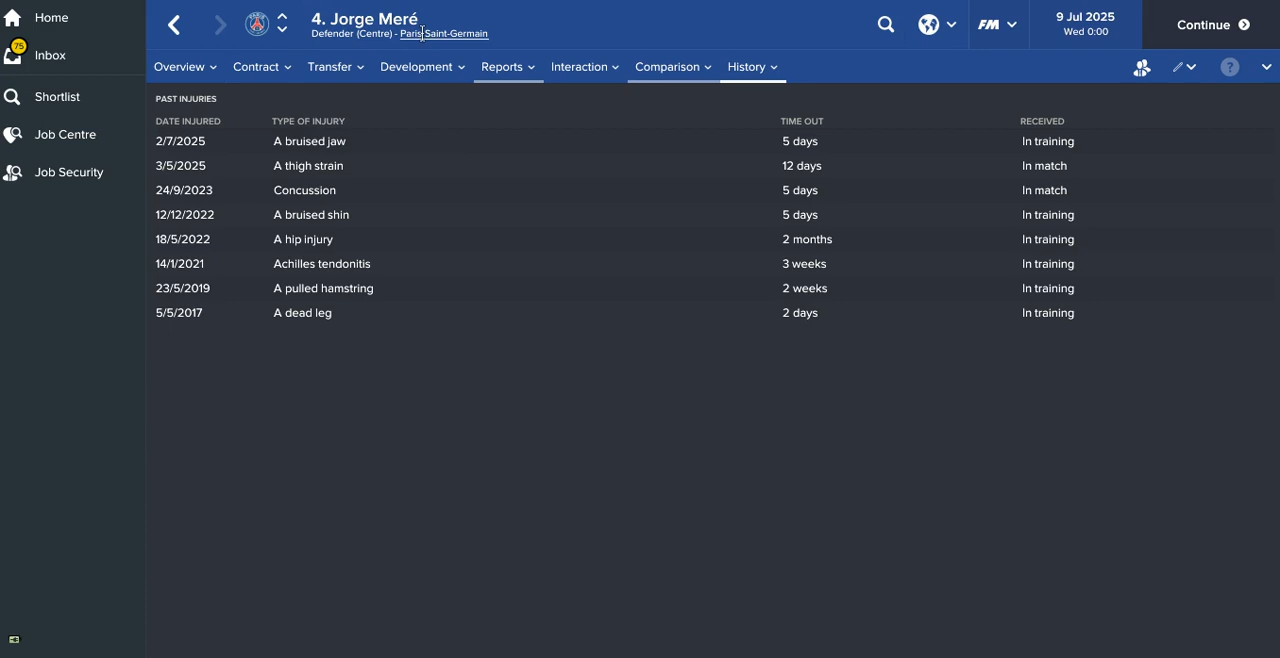 Home
75
Inbox
Shortlist
Job Centre
Job Security
4. Jorge Meré
Defender (Centre) - Paris Saint-Germain
FM
9 Jul 2025
Wed 0:00
Continue
Overview Contract Transfer Development Reports Interaction Comparison History
?
PAST INJURIES
DATE INJURED TYPE OF INJURY TIME OUT RECEIVED
2/7/2025 A bruised jaw 5 days In training
3/5/2025 A thigh strain 12 days In match
24/9/2023 Concussion 5 days In match
12/12/2022 A bruised shin 5 days In training
18/5/2022 A hip injury 2 months In training
14/1/2021 Achilles tendonitis 3 weeks In training
23/5/2019 A pulled hamstring 2 weeks In training
5/5/2017 A dead leg 2 days In training